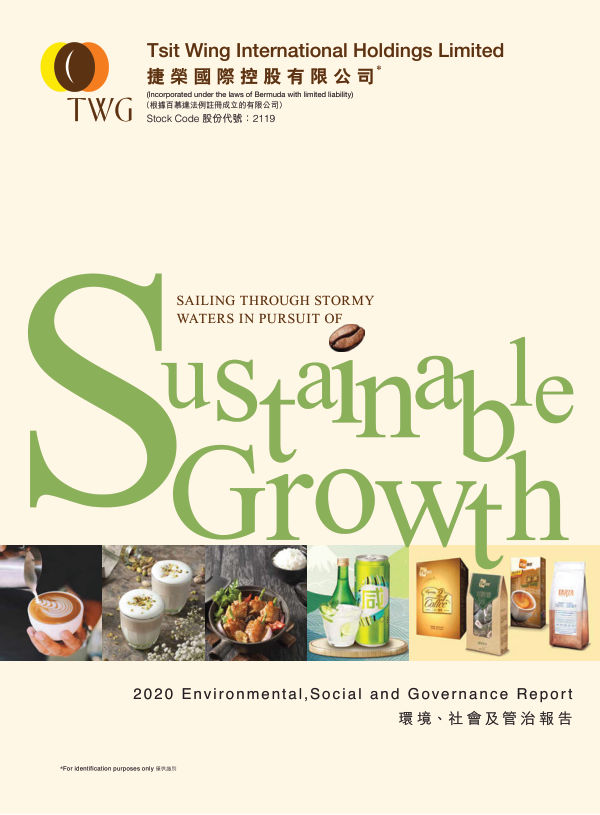 TWG
Tsit Wing International Holdings Limited
捷榮國際控股有限公司*
(Incorporated under the laws of Bermuda with limited liability)
(根據百慕達法例註冊成立的有限公司)
Stock Code 股份代號：2119
SAILING THROUGH STORMY
WATERS IN PURSUIT OF
Sustainable
Growth
減
Coffee
2020 Environmental,Social and Governance Report
環境、社會及管治報告
*For identification purposes only 僅供識別